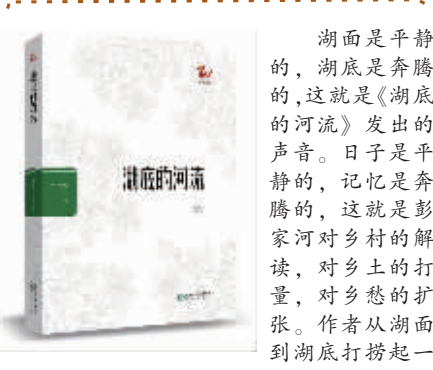 湖底的河流
湖面是平静
的，湖底是奔腾
的，这就是《湖底
的河流》发出的
声音。日子是平
静的，记忆是奔
腾的，这就是彭
家河对乡村的解
读，对乡土的打
量，对乡愁的扩
张。作者从湖面
到湖底打捞起一